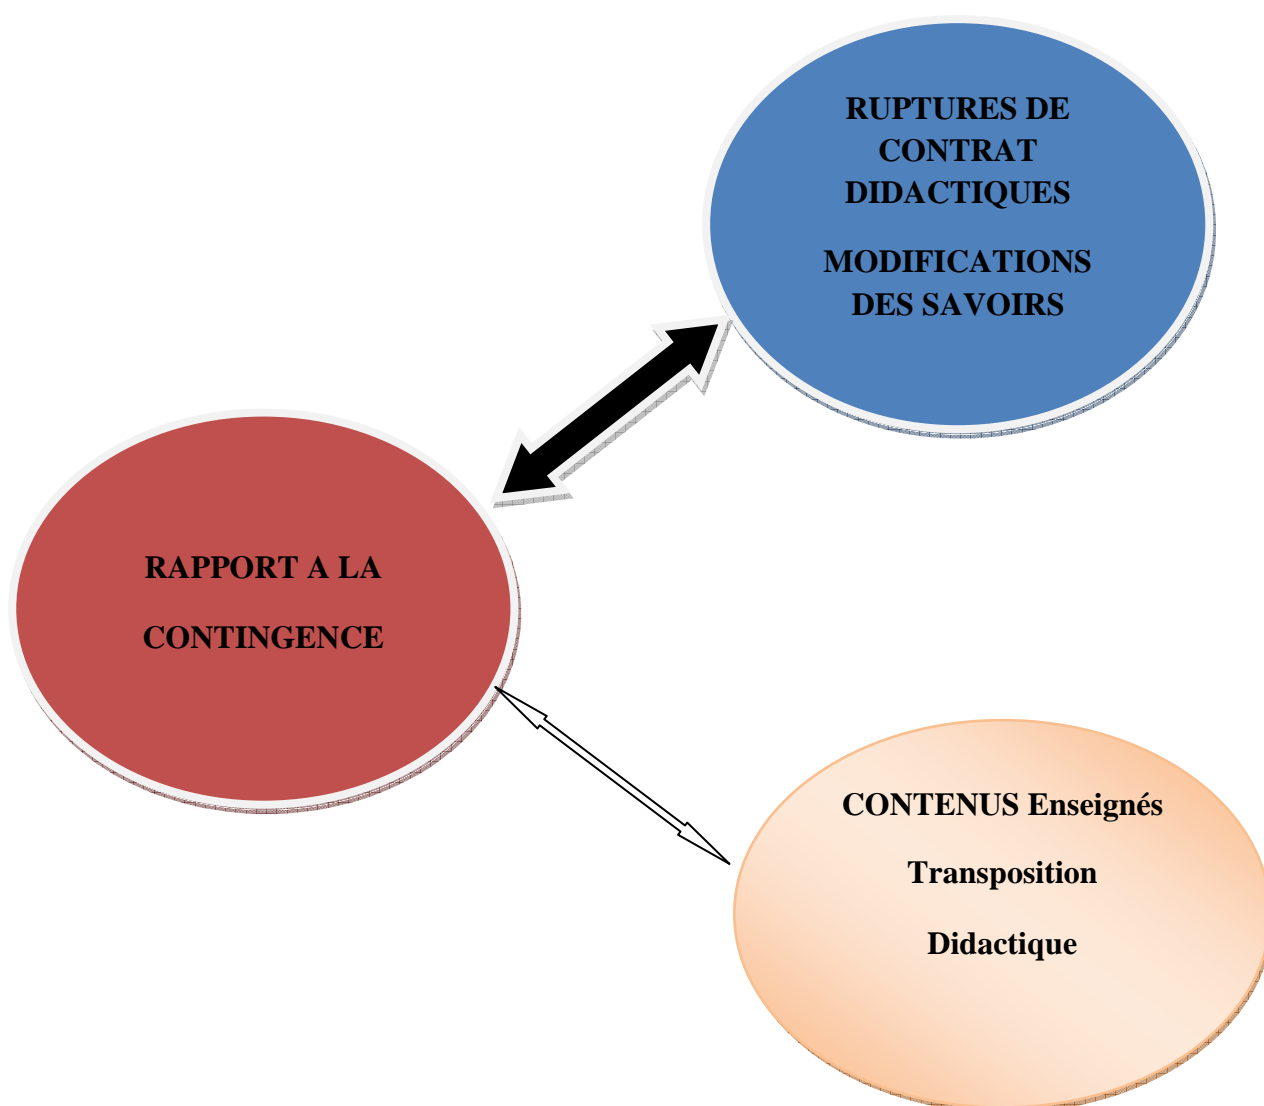 RUPTURES DE
CONTRAT
DIDACTIQUES
MODIFICATIONS
DES SAVOIRS
RAPPORT A LA
CONTINGENCE
CONTENUS Enseignés
Transposition
Didactique